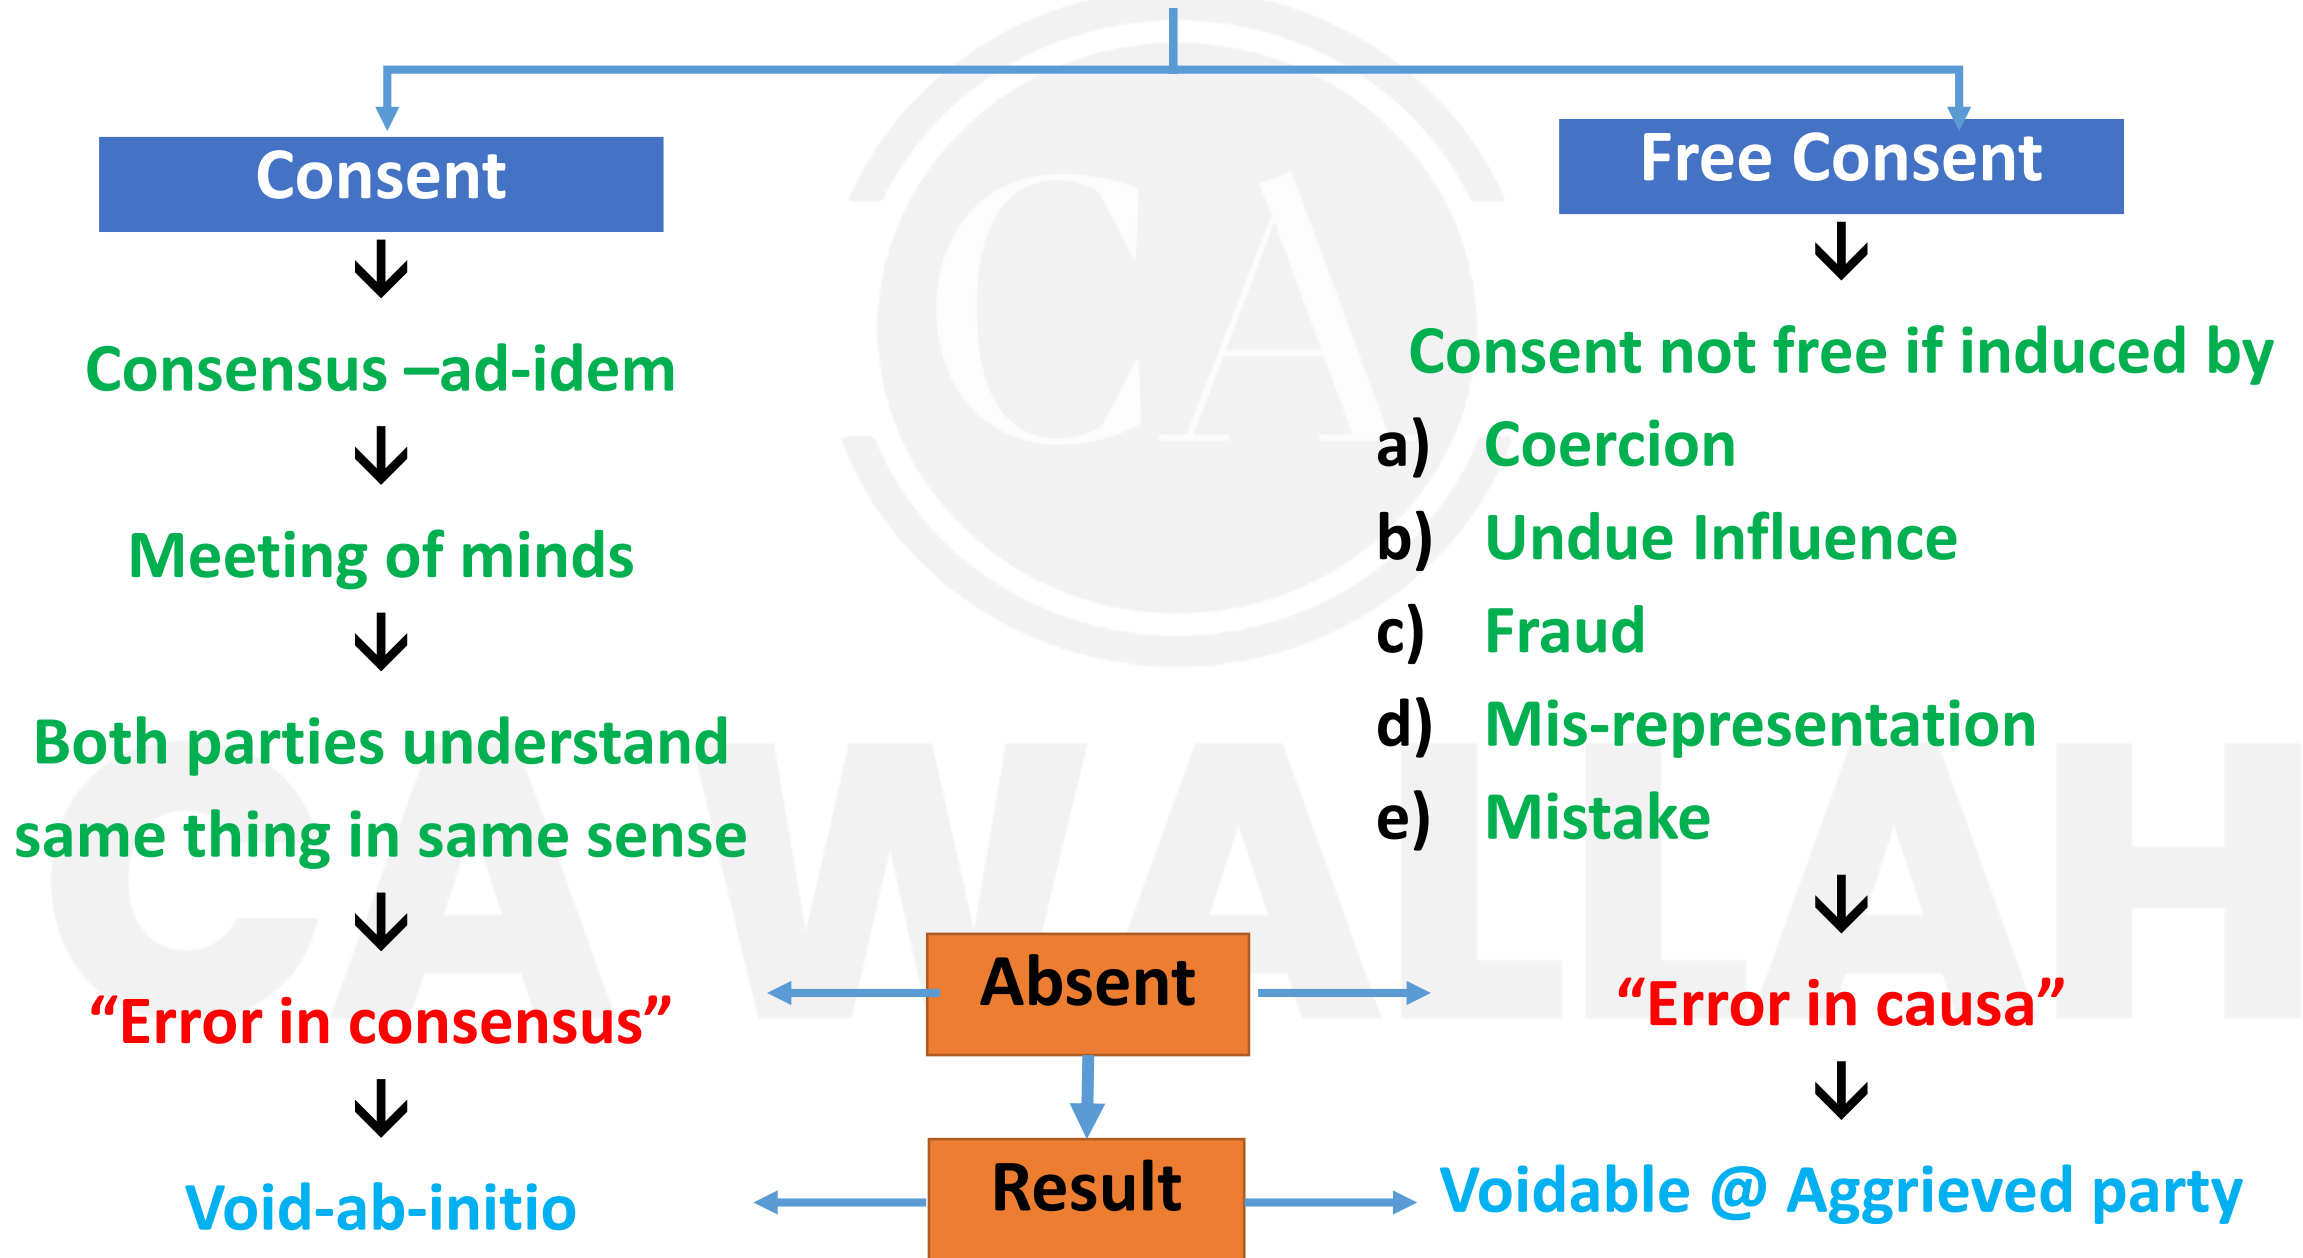 Consent
Consensus –ad-idem
Meeting of minds
Both parties understand
same thing in same sense
“Error in consensus”
Void-ab-initio
Free Consent
Consent not free if induced by
a) Coercion
b) Undue Influence
c) Fraud
d) Mis-representation
e) Mistake
“Error in causa”
Voidable @ Aggrieved party
Absent
Result
CA
CA WALLAH